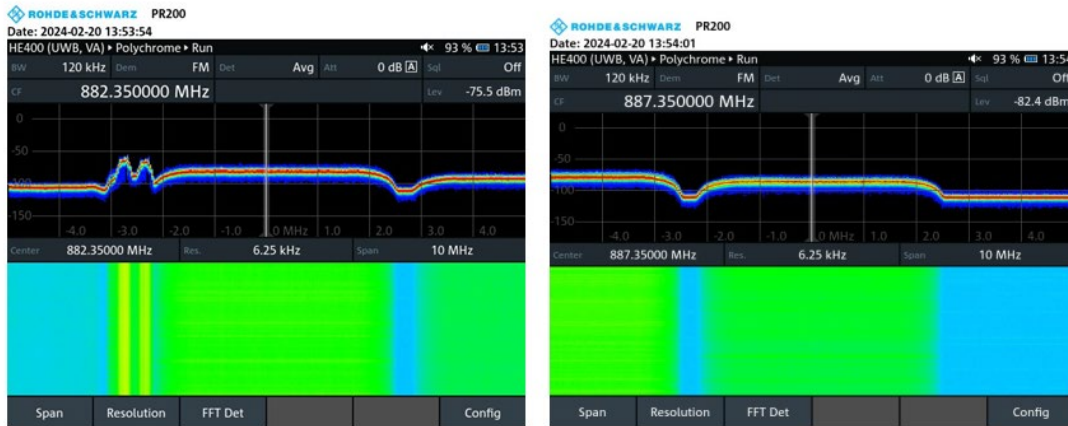 ROHDE&SCHWARZ PR200
Date: 2024-02-20 13:53:54
HE400 (UWB, VA) ▸ Polychrome ▸ Run 93 % 13:53
BW 120 kHz Dem FM Det Avg Att 0 dB A Sql Off
CF 882.350000 MHz Lev -75.5 dBm
0
-50
-100
-150
-4.0 -3.0 -2.0 -1.0 0 MHz 1.0 2.0 3.0 4.0
Center 882.35000 MHz Res. 6.25 kHz Span 10 MHz
Span Resolution FFT Det Config
ROHDE&SCHWARZ PR200
Date: 2024-02-20 13:54:01
HE400 (UWB, VA) ▸ Polychrome ▸ Run 93 % 13:54
BW 120 kHz Dem FM Det Avg Att 0 dB A Sql Off
CF 887.350000 MHz Lev -82.4 dBm
0
-50
-100
-150
-4.0 -3.0 -2.0 -1.0 0 MHz 1.0 2.0 3.0 4.0
Center 887.35000 MHz Res. 6.25 kHz Span 10 MHz
Span Resolution FFT Det Config